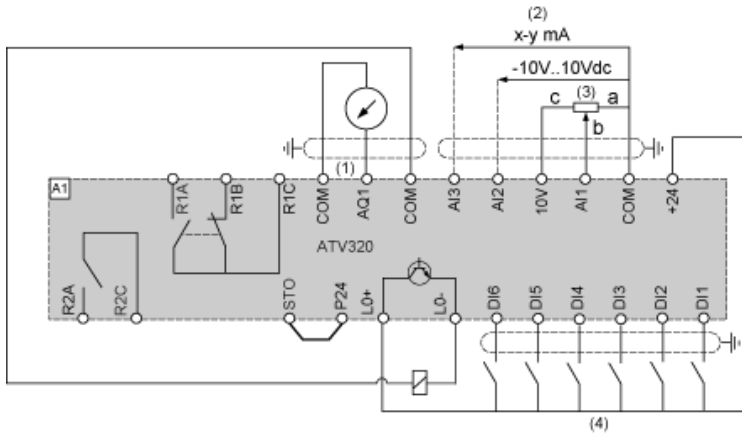 (2)
x-y mA
-10V..10Vdc
c (3) a
b
(1)
A1
R1A R1B R1C COM AQ1 COM AI3 AI2 10V AI1 COM +24
ATV320
R2A R2C STO P24 L0+ L0- DI6 DI5 DI4 DI3 DI2 DI1
(4)